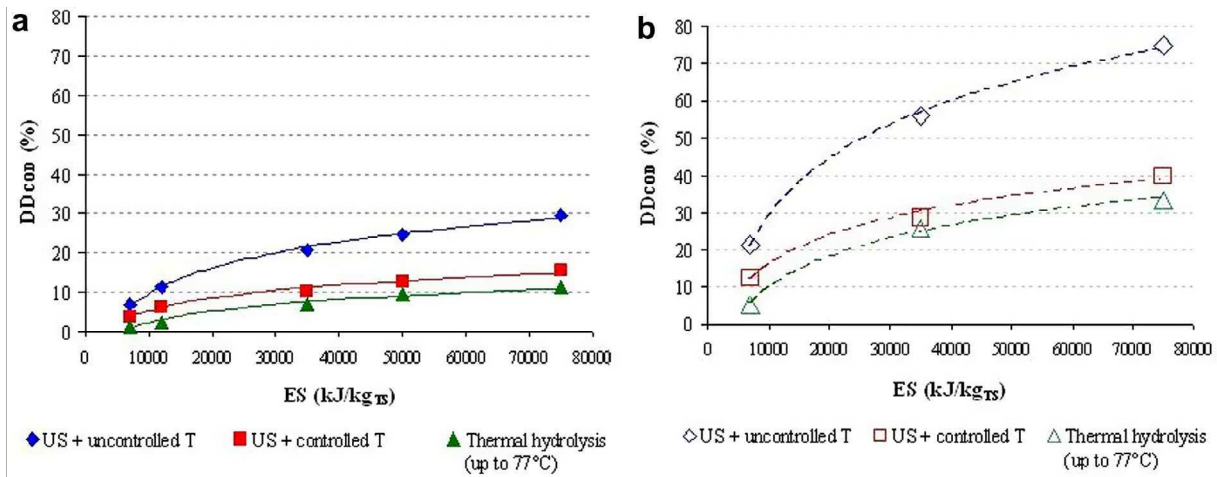 a
80
70
60
50
40
30
20
10
0
DDCOD (%)
0 10000 20000 30000 40000 50000 60000 70000 80000
ES (kJ/kgTS)
US + uncontrolled T US + controlled T Thermal hydrolysis
(up to 77°C)
b
80
70
60
50
40
30
20
10
0
DDCOD (%)
0 10000 20000 30000 40000 50000 60000 70000 80000
ES (kJ/kgTS)
US + uncontrolled T US + controlled T Thermal hydrolysis
(up to 77°C)